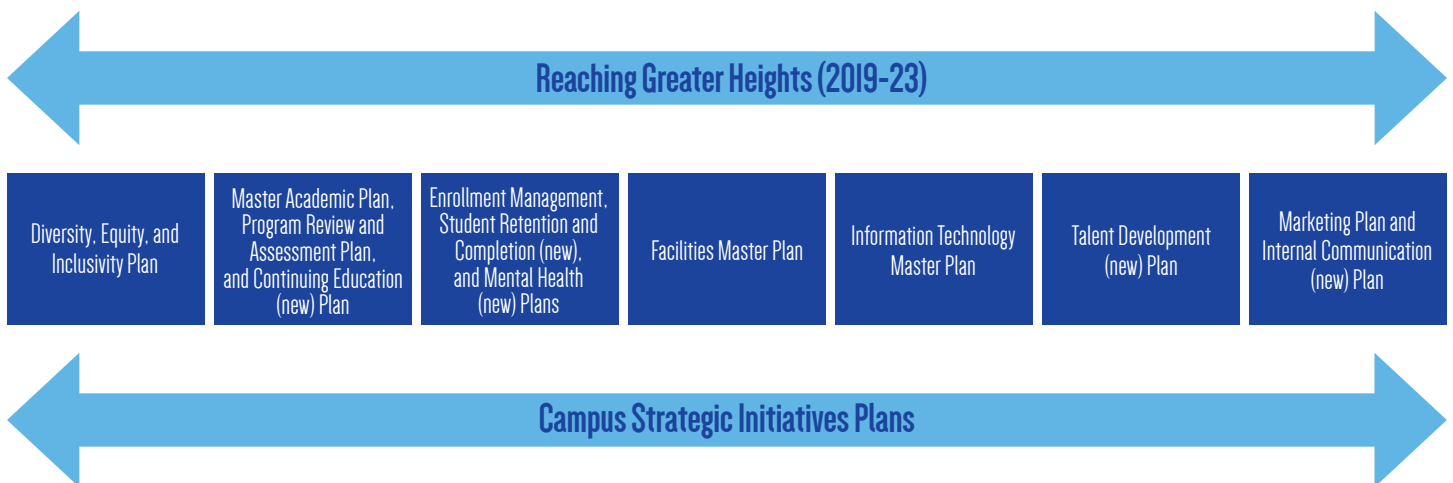 Reaching Greater Heights (2019-23)
Diversity, Equity, and
Inclusivity Plan
Master Academic Plan,
Program Review and
Assessment Plan,
and Continuing Education
(new) Plan
Enrollment Management,
Student Retention and
Completion (new),
and Mental Health
(new) Plans
Facilities Master Plan
Information Technology
Master Plan
Talent Development
(new) Plan
Marketing Plan and
Internal Communication
(new) Plan
Campus Strategic Initiatives Plans